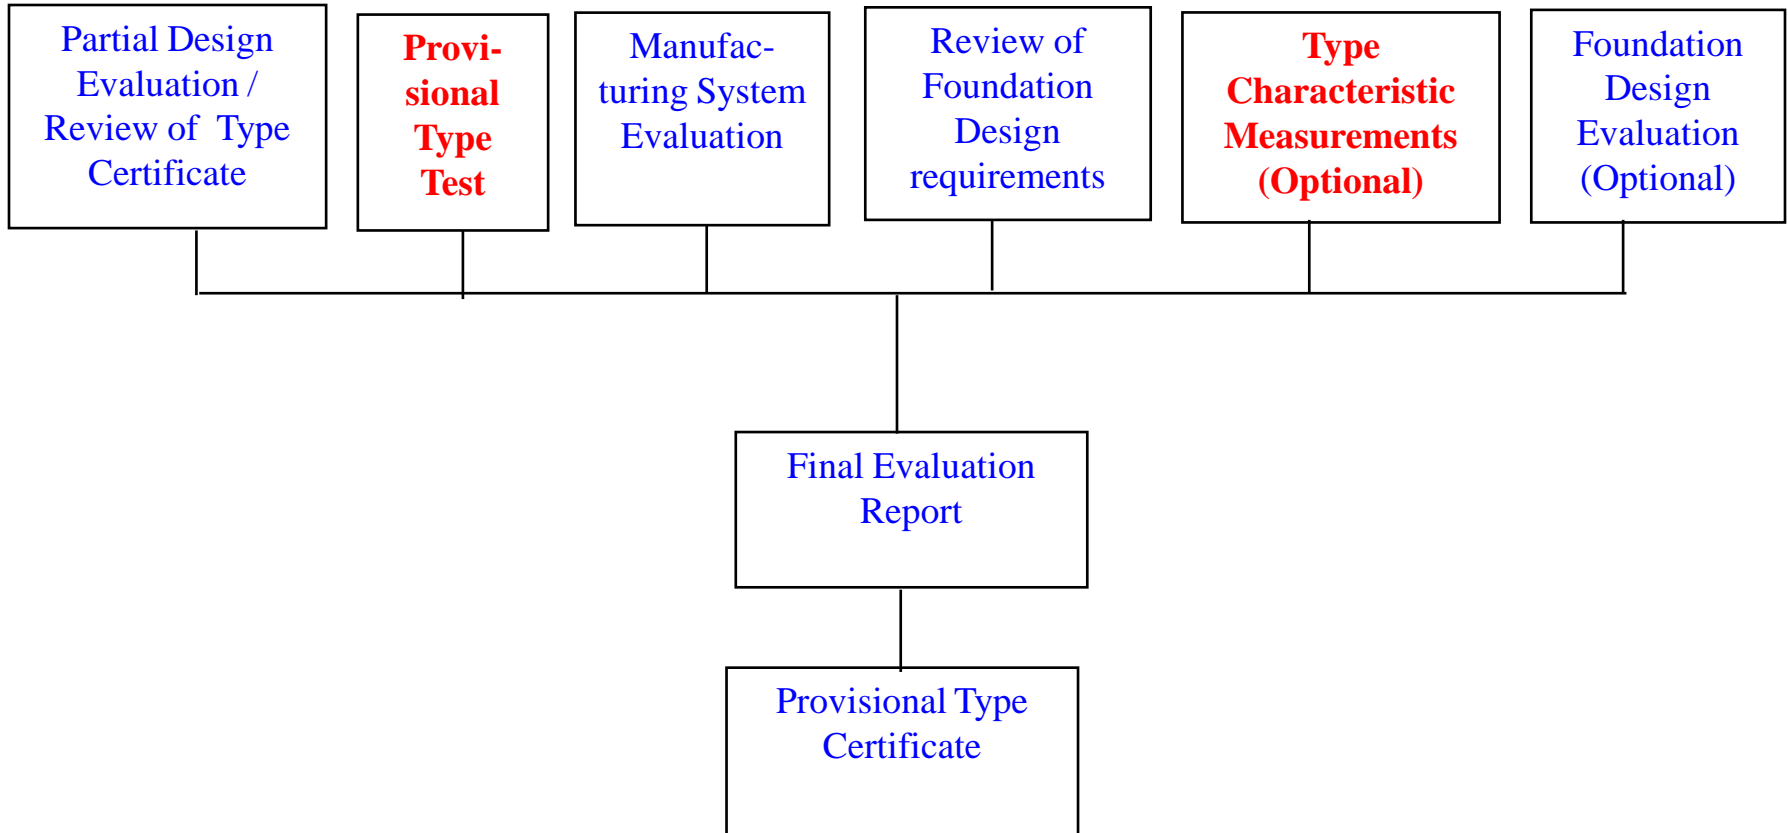 Partial Design
Evaluation /
Review of Type
Certificate
Provi-
sional
Type
Test
Manufac-
turing System
Evaluation
Review of
Foundation
Design
requirements
Type
Characteristic
Measurements
(Optional)
Foundation
Design
Evaluation
(Optional)
Final Evaluation
Report
Provisional Type
Certificate